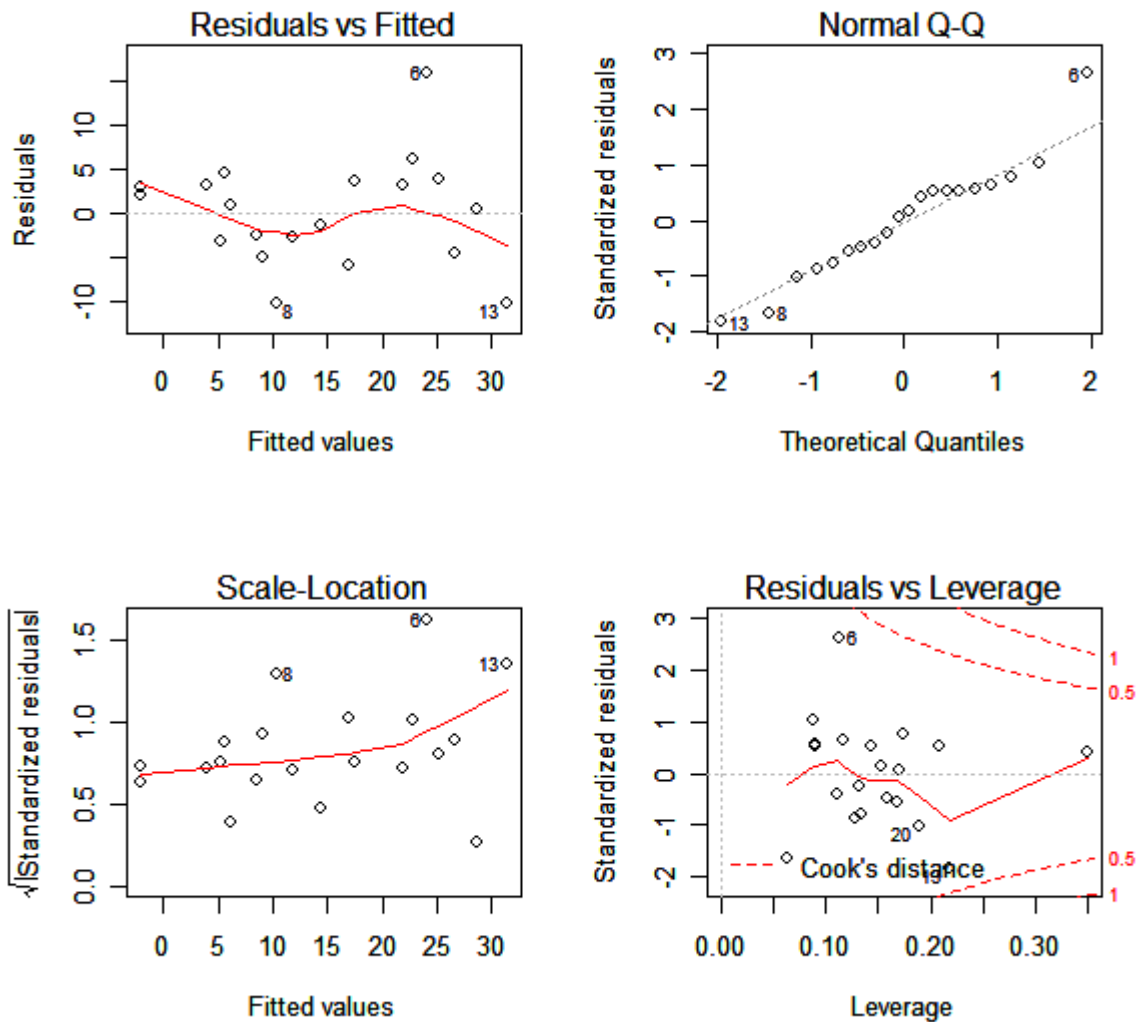 Residuals vs Fitted
Residuals
10
5
0
-10
6
8
13
0 5 10 15 20 25 30
Fitted values
Normal Q-Q
Standardized residuals
3
2
1
0
-1
-2
6
13
8
-2 -1 0 1 2
Theoretical Quantiles
Scale-Location
√|Standardized residuals|
1.5
1.0
0.5
0.0
6
8
13
0 5 10 15 20 25 30
Fitted values
Residuals vs Leverage
Standardized residuals
3
2
1
0
-1
-2
6
20
13
Cook's distance
1
0.5
0.5
1
0.00 0.10 0.20 0.30
Leverage